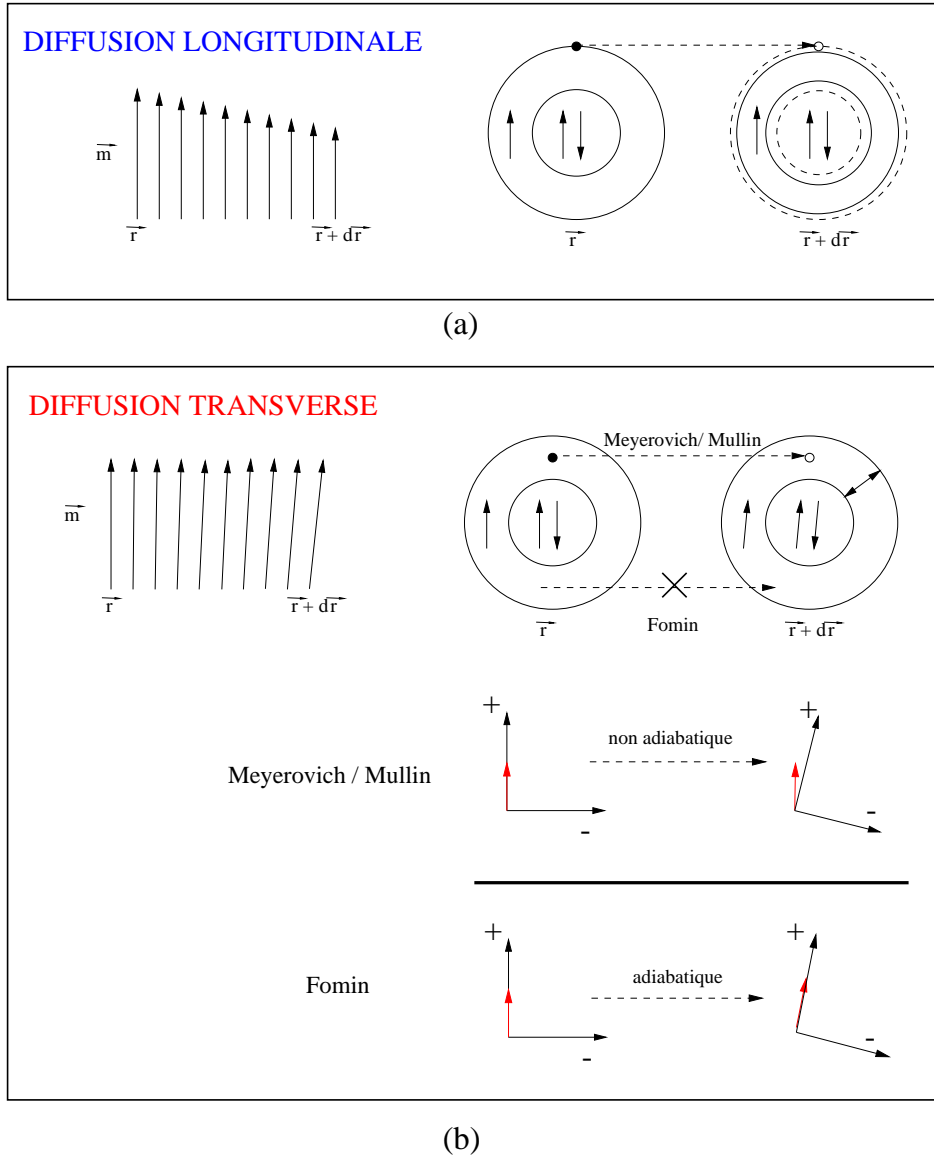 DIFFUSION LONGITUDINALE
m
r
r + dr
r
r + dr
(a)
DIFFUSION TRANSVERSE
Meyerovich/ Mullin
m
r
r + dr
Fomin
r
r + dr
+
-
non adiabatique
+
-
Meyerovich / Mullin
+
-
adiabatique
+
-
Fomin
(b)